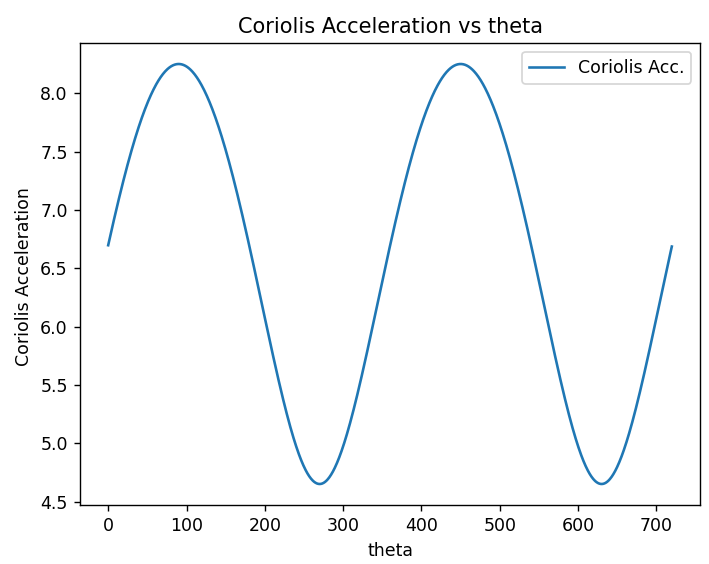 Coriolis Acceleration vs theta
Coriolis Acc.
Coriolis Acceleration
8.0
7.5
7.0
6.5
6.0
5.5
5.0
4.5
0 100 200 300 400 500 600 700
theta